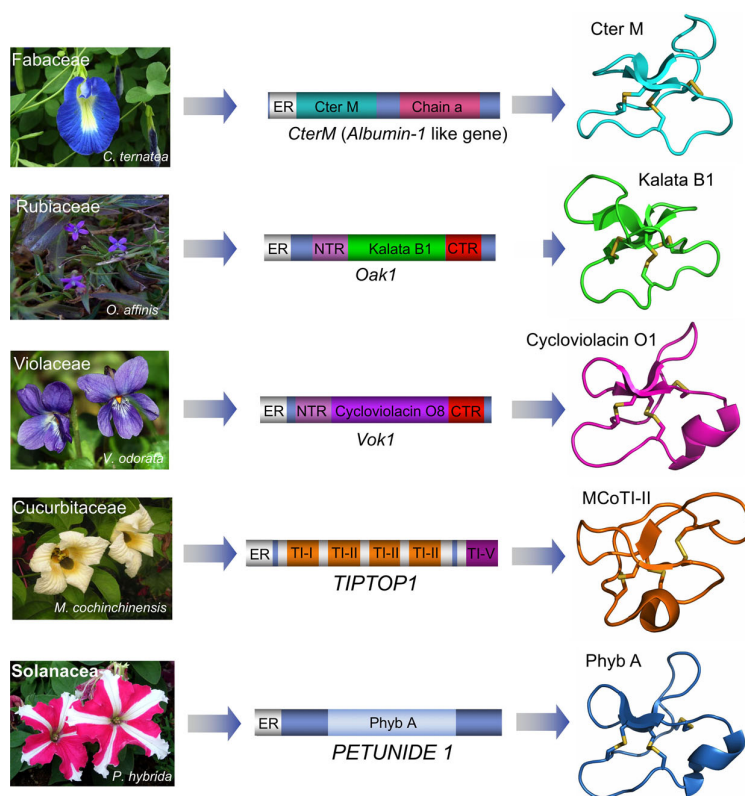 Fabaceae
C. ternatea
ER Cter M Chain a
CterM (Albumin-1 like gene)
Cter M
Rubiaceae
O. affinis
ER NTR Kalata B1 CTR
Oak1
Kalata B1
Violaceae
V. odorata
ER NTR Cycloviolacin O8 CTR
Vok1
Cycloviolacin O1
Cucurbitaceae
M. cochinchinensis
ER TI-I TI-II TI-II TI-II TI-V
TIPTOP1
MCoTI-II
Solanacea
P. hybrida
ER Phyb A
PETUNIDE 1
Phyb A